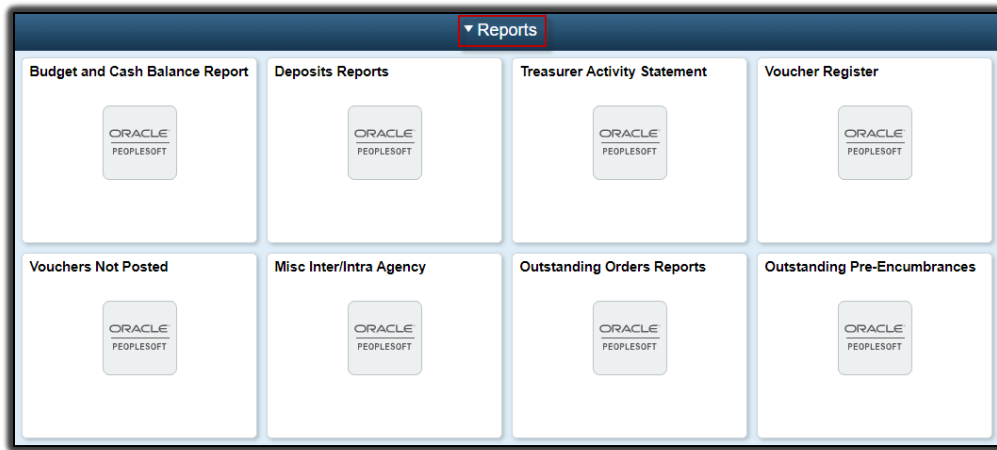 Reports
Budget and Cash Balance Report
Deposits Reports
Treasurer Activity Statement
Voucher Register
ORACLE
PEOPLESOFT
ORACLE
PEOPLESOFT
ORACLE
PEOPLESOFT
ORACLE
PEOPLESOFT
Vouchers Not Posted
Misc Inter/Intra Agency
Outstanding Orders Reports
Outstanding Pre-Encumbrances
ORACLE
PEOPLESOFT
ORACLE
PEOPLESOFT
ORACLE
PEOPLESOFT
ORACLE
PEOPLESOFT